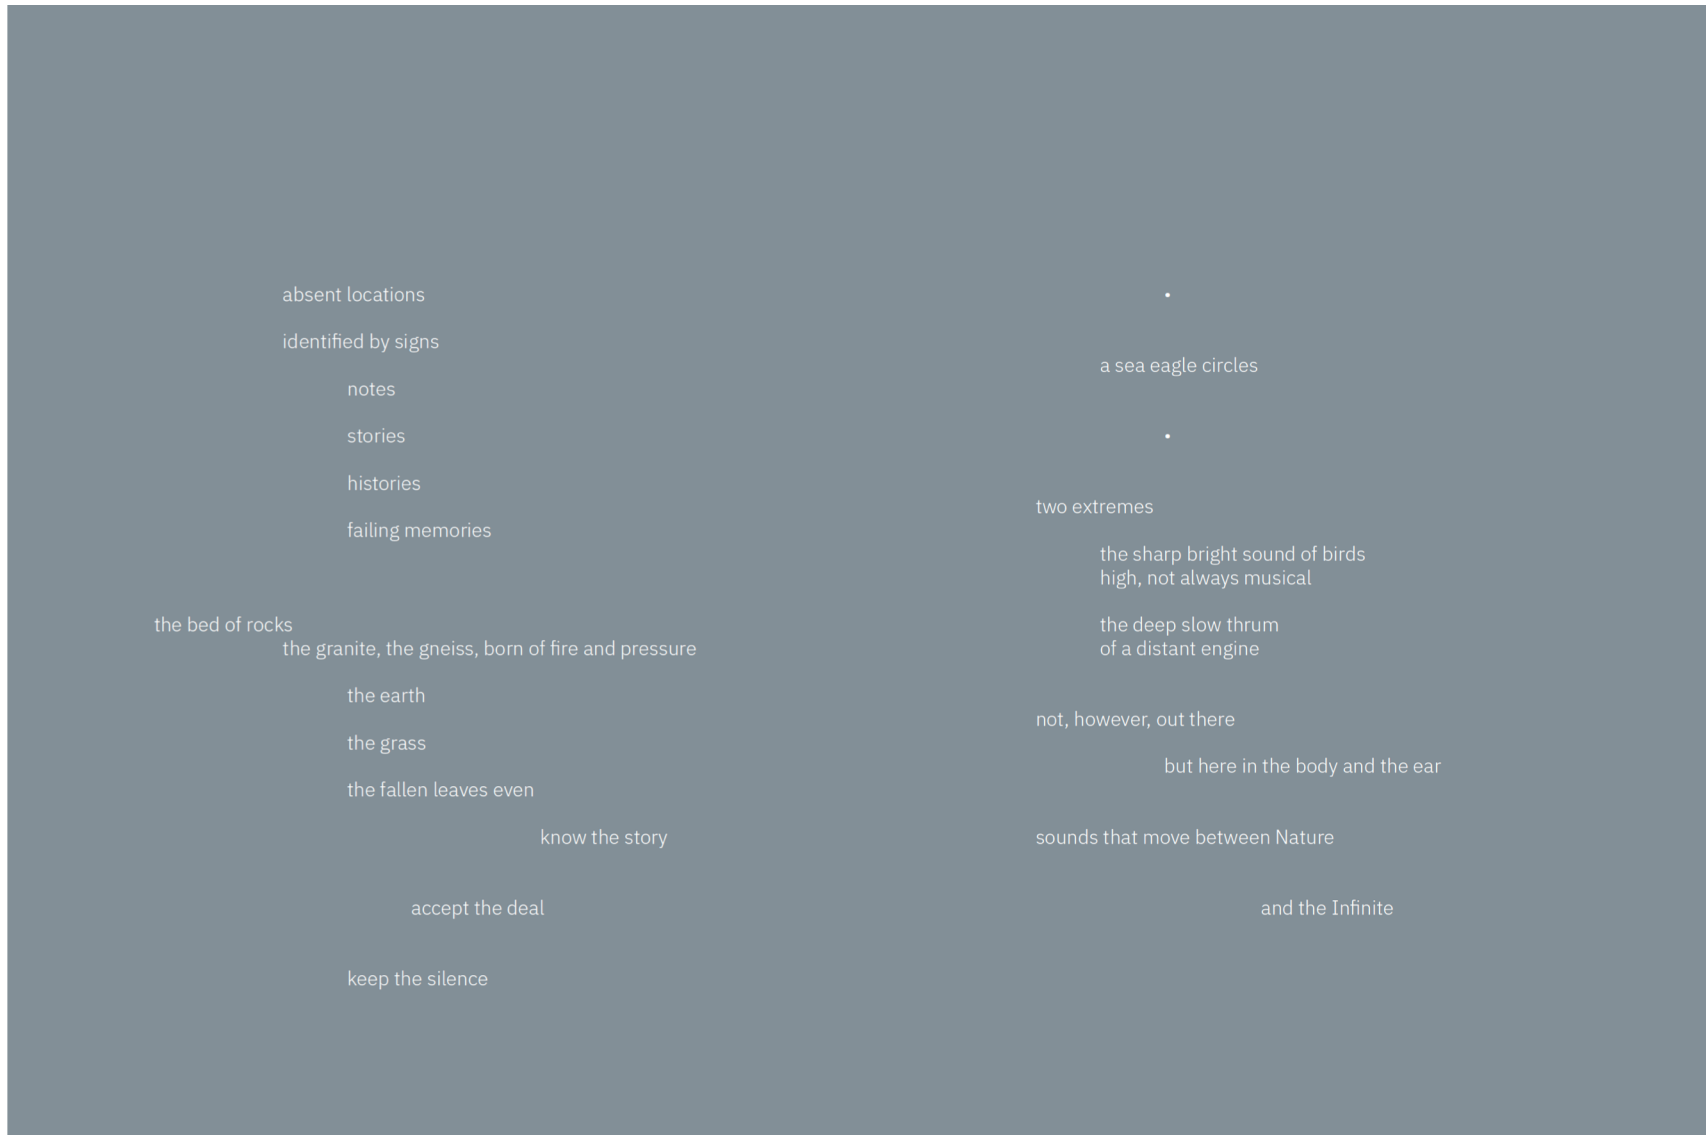 absent locations
identified by signs
notes
stories
histories
failing memories
the bed of rocks
the granite, the gneiss, born of fire and pressure
the earth
the grass
the fallen leaves even
know the story
accept the deal
keep the silence
•
a sea eagle circles
•
two extremes
the sharp bright sound of birds
high, not always musical
the deep slow thrum
of a distant engine
not, however, out there
but here in the body and the ear
sounds that move between Nature
and the Infinite